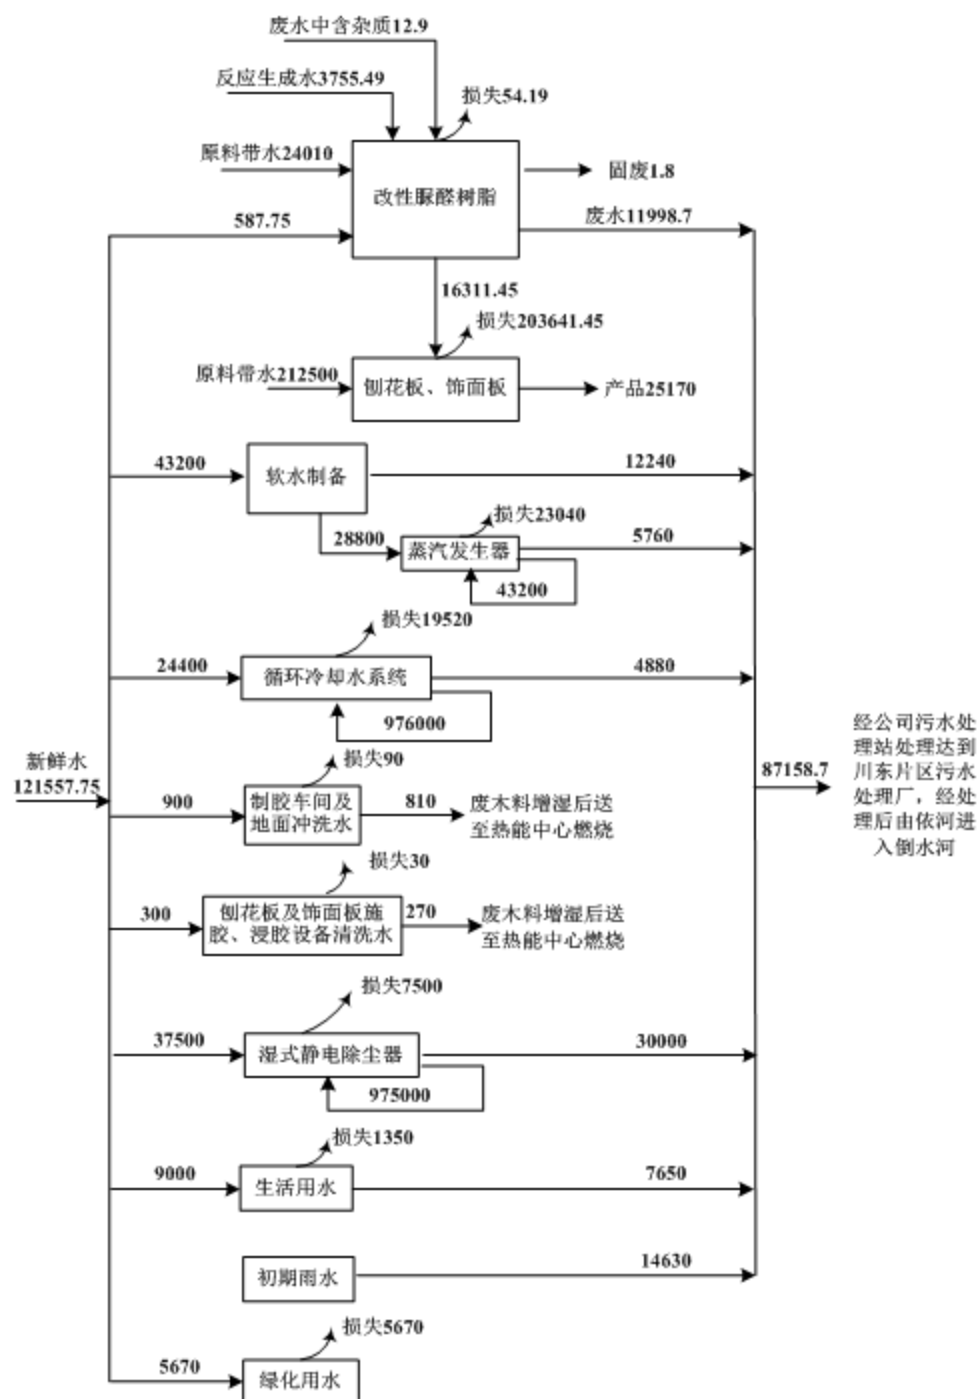 废水中含杂质12.9
反应生成水3755.49
损失54.19
原料带水24010
改性脲醛树脂
固废1.8
587.75
废水11998.7
16311.45
损失203641.45
原料带水212500
刨花板、饰面板
产品25170
43200
软水制备
12240
损失23040
28800
蒸汽发生器
5760
43200
损失19520
24400
循环冷却水系统
4880
976000
新鲜水
121557.75
损失90
900
制胶车间及
地面冲洗水
810
废木料增湿后送
至热能中心燃烧
87158.7
经公司污水处
理站处理达到
川东片区污水
处理厂，经处
理后由依河进
入倒水河
损失30
300
刨花板及饰面板施
胶、浸胶设备清洗水
270
废木料增湿后送
至热能中心燃烧
损失7500
37500
湿式静电除尘器
30000
975000
损失1350
9000
生活用水
7650
初期雨水
14630
损失5670
5670
绿化用水